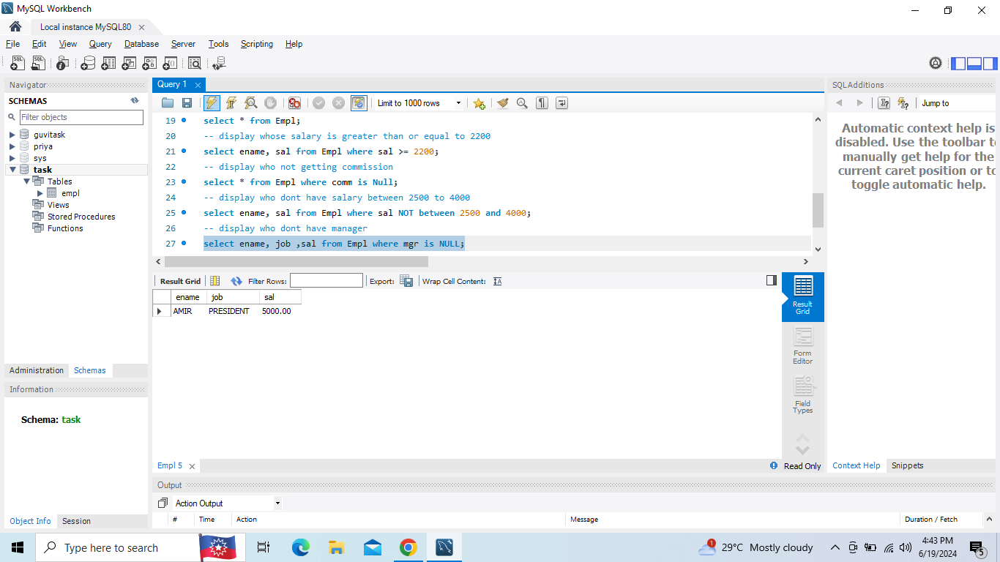 MySQL Workbench
Local instance MySQL80
File Edit View Query Database Server Tools Scripting Help
Navigator
SCHEMAS
Filter objects
guvitask
priya
sys
task
Tables
empl
Views
Stored Procedures
Functions
Administration Schemas
Information
Schema: task
Object Info Session
Query 1
Limit to 1000 rows
19 select * from Empl;
20 -- display whose salary is greater than or equal to 2200
21 select ename, sal from Empl where sal >= 2200;
22 -- display who not getting commission
23 select * from Empl where comm is Null;
24 -- display who dont have salary between 2500 to 4000
25 select ename, sal from Empl where sal NOT between 2500 and 4000;
26 -- display who dont have manager
27 select ename, job ,sal from Empl where mgr is NULL;
Result Grid Filter Rows: Export: Wrap Cell Content:
ename job sal
AMIR PRESIDENT 5000.00
Result
Grid
Form
Editor
Field
Types
Empl 5
Read Only
Output
Action Output
# Time Action Message Duration / Fetch
SQLAdditions
Jump to
Automatic context help is
disabled. Use the toolbar to
manually get help for the
current caret position or to
toggle automatic help.
Context Help Snippets
Type here to search
1
29°C Mostly cloudy
4:43 PM
6/19/2024
5